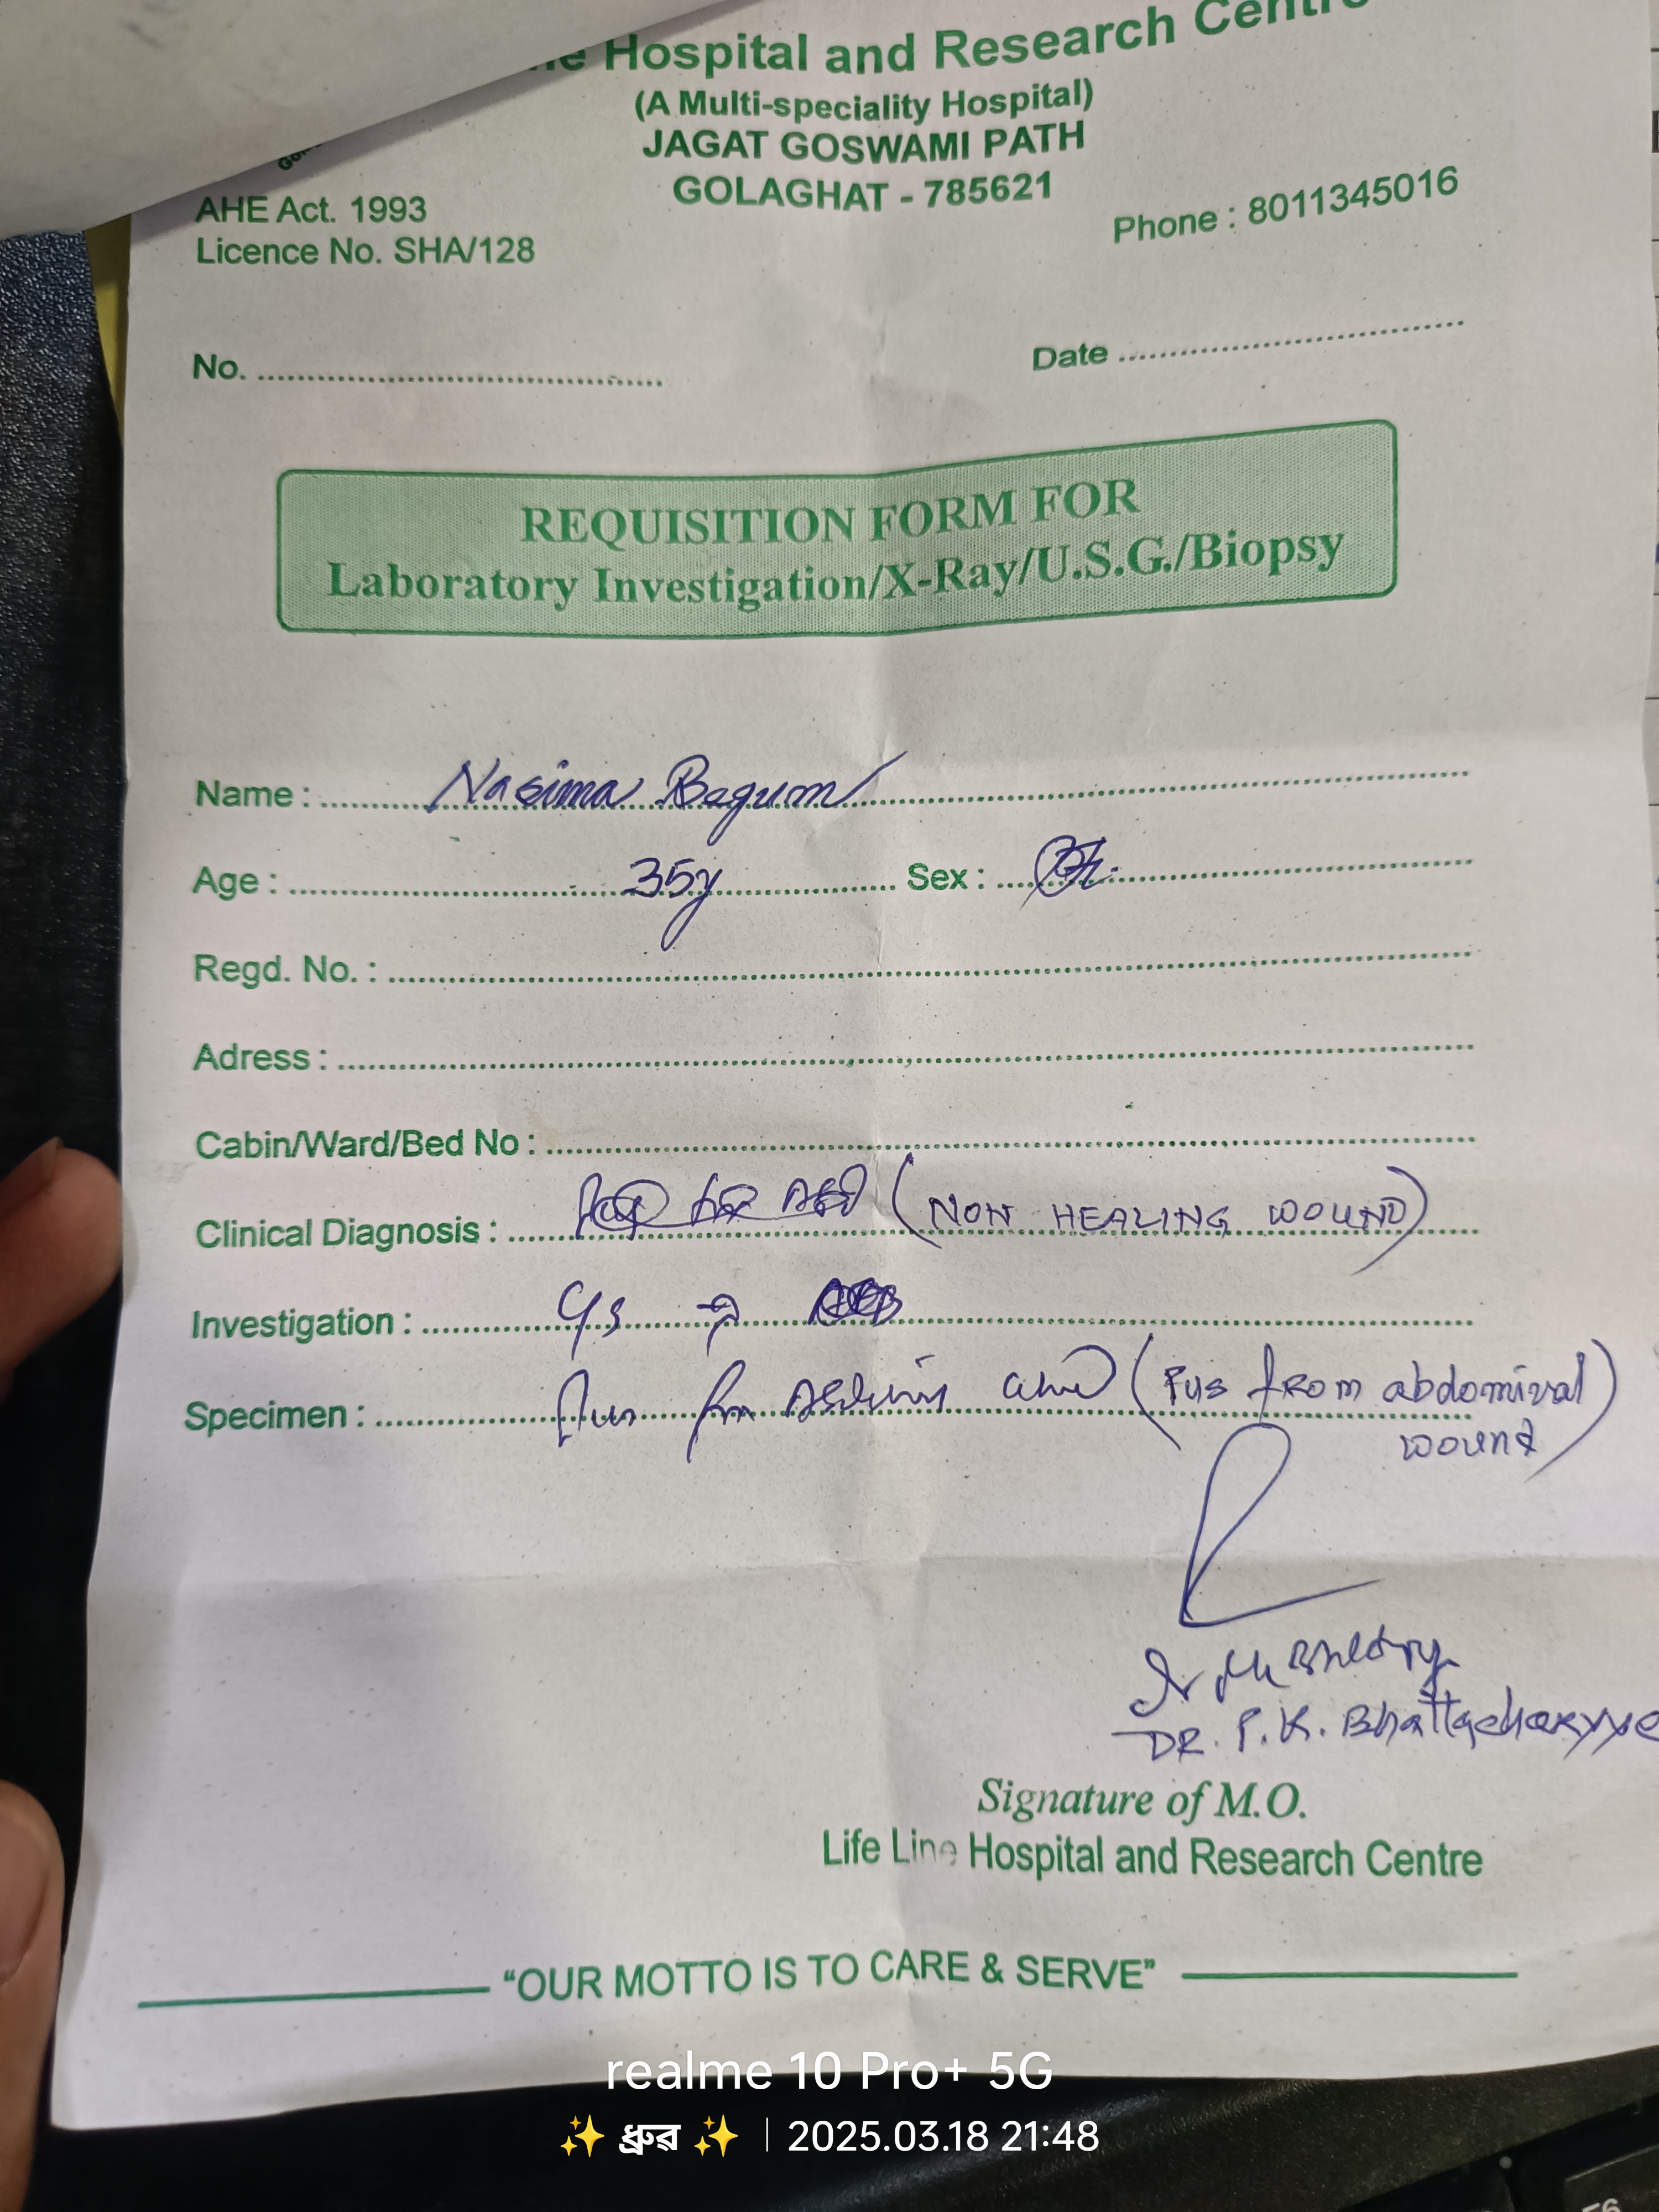 Hospital and Research Centre
(A Multi-speciality Hospital)
JAGAT GOSWAMI PATH
GOLAGHAT - 785621
AHE Act. 1993
Licence No. SHA/128
Phone : 8011345016
No. ..........
Date ..........
REQUISITION FORM FOR
Laboratory Investigation/X-Ray/U.S.G./Biopsy
Name : Nasima Begum
Age : 35y Sex :
Regd. No. :
Adress :
Cabin/Ward/Bed No :
Clinical Diagnosis : (NON HEALING WOUND)
Investigation :
Specimen : (Pus from abdominal
wound)
DR. P.K. Bhattacharyye
Signature of M.O.
Life Line Hospital and Research Centre
“OUR MOTTO IS TO CARE & SERVE”
realme 10 Pro+ 5G
✨ ধ্ৰুৱ ✨ | 2025.03.18 21:48